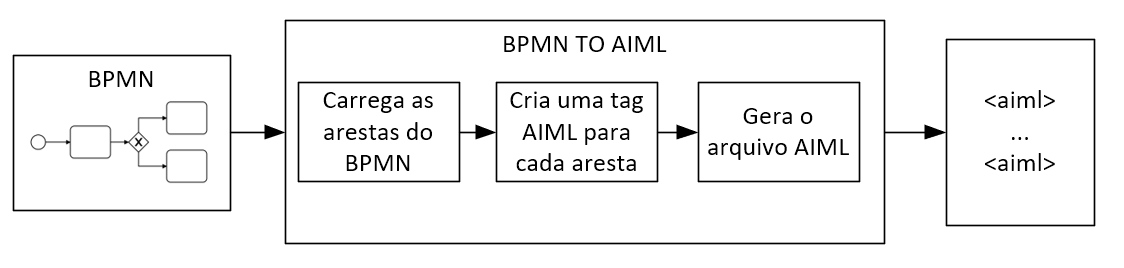 BPMN
X
BPMN TO AIML
Carrega as
arestas do
BPMN
Cria uma tag
AIML para
cada aresta
Gera o
arquivo AIML
<aiml>
...
<aiml>